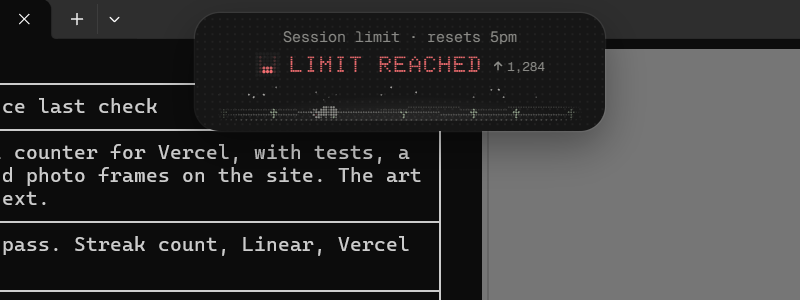 Session limit · resets 5pm
LIMIT REACHED ↑ 1,284
ce last check
counter for Vercel, with tests, a
d photo frames on the site. The art
ext.
pass. Streak count, Linear, Vercel